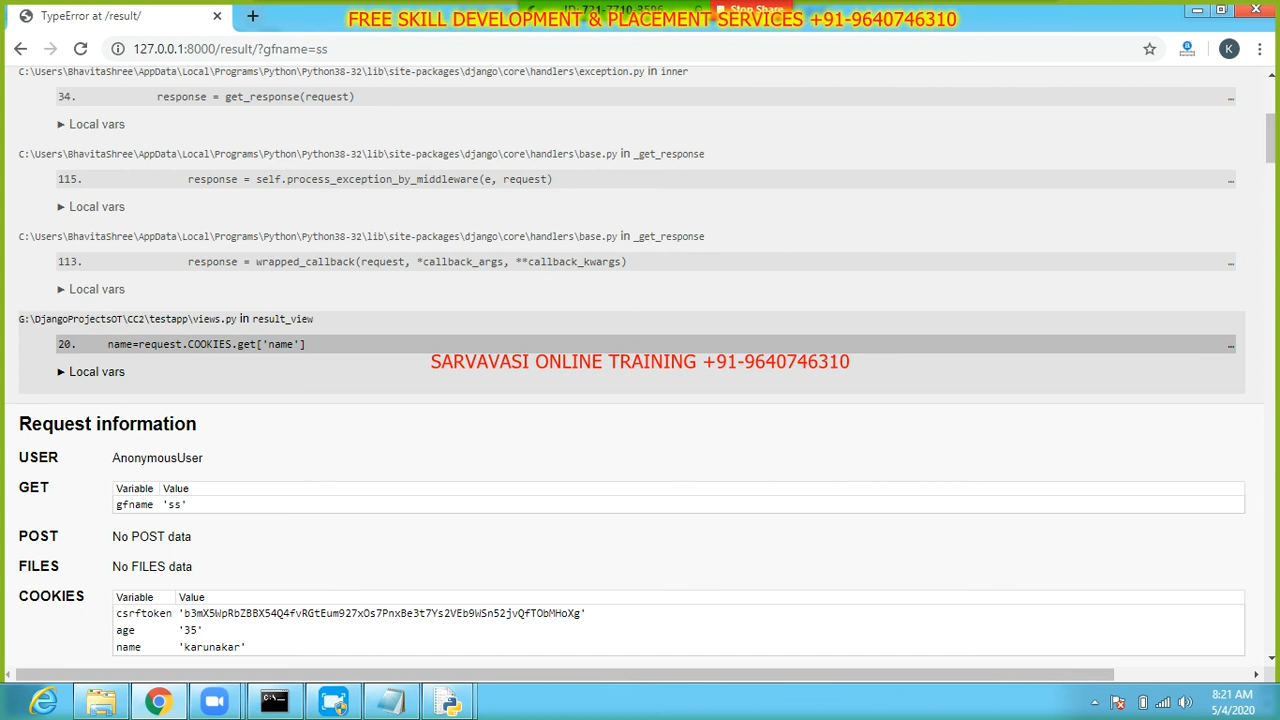 TypeError at /result/
Stop Share
FREE SKILL DEVELOPMENT & PLACEMENT SERVICES +91-9640746310
127.0.0.1:8000/result/?gfname=ss
K
C:\Users\BhavitaShree\AppData\Local\Programs\Python\Python38-32\lib\site-packages\django\core\handlers\exception.py in inner
34. response = get_response(request) …
▶ Local vars
C:\Users\BhavitaShree\AppData\Local\Programs\Python\Python38-32\lib\site-packages\django\core\handlers\base.py in _get_response
115. response = self.process_exception_by_middleware(e, request) …
▶ Local vars
C:\Users\BhavitaShree\AppData\Local\Programs\Python\Python38-32\lib\site-packages\django\core\handlers\base.py in _get_response
113. response = wrapped_callback(request, *callback_args, **callback_kwargs) …
▶ Local vars
G:\DjangoProjectsOT\CC2\testapp\views.py in result_view
20. name=request.COOKIES.get['name'] …
SARVAVASI ONLINE TRAINING +91-9640746310
▶ Local vars
Request information
USER AnonymousUser
GET Variable Value
gfname 'ss'
POST No POST data
FILES No FILES data
COOKIES Variable Value
csrftoken 'b3mX5WpRbZBBX54Q4fvRGtEum927xOs7PnxBe3t7Ys2VEb9WSn52jvQfTObMHoXg'
age '35'
name 'karunakar'
8:21 AM
5/4/2020